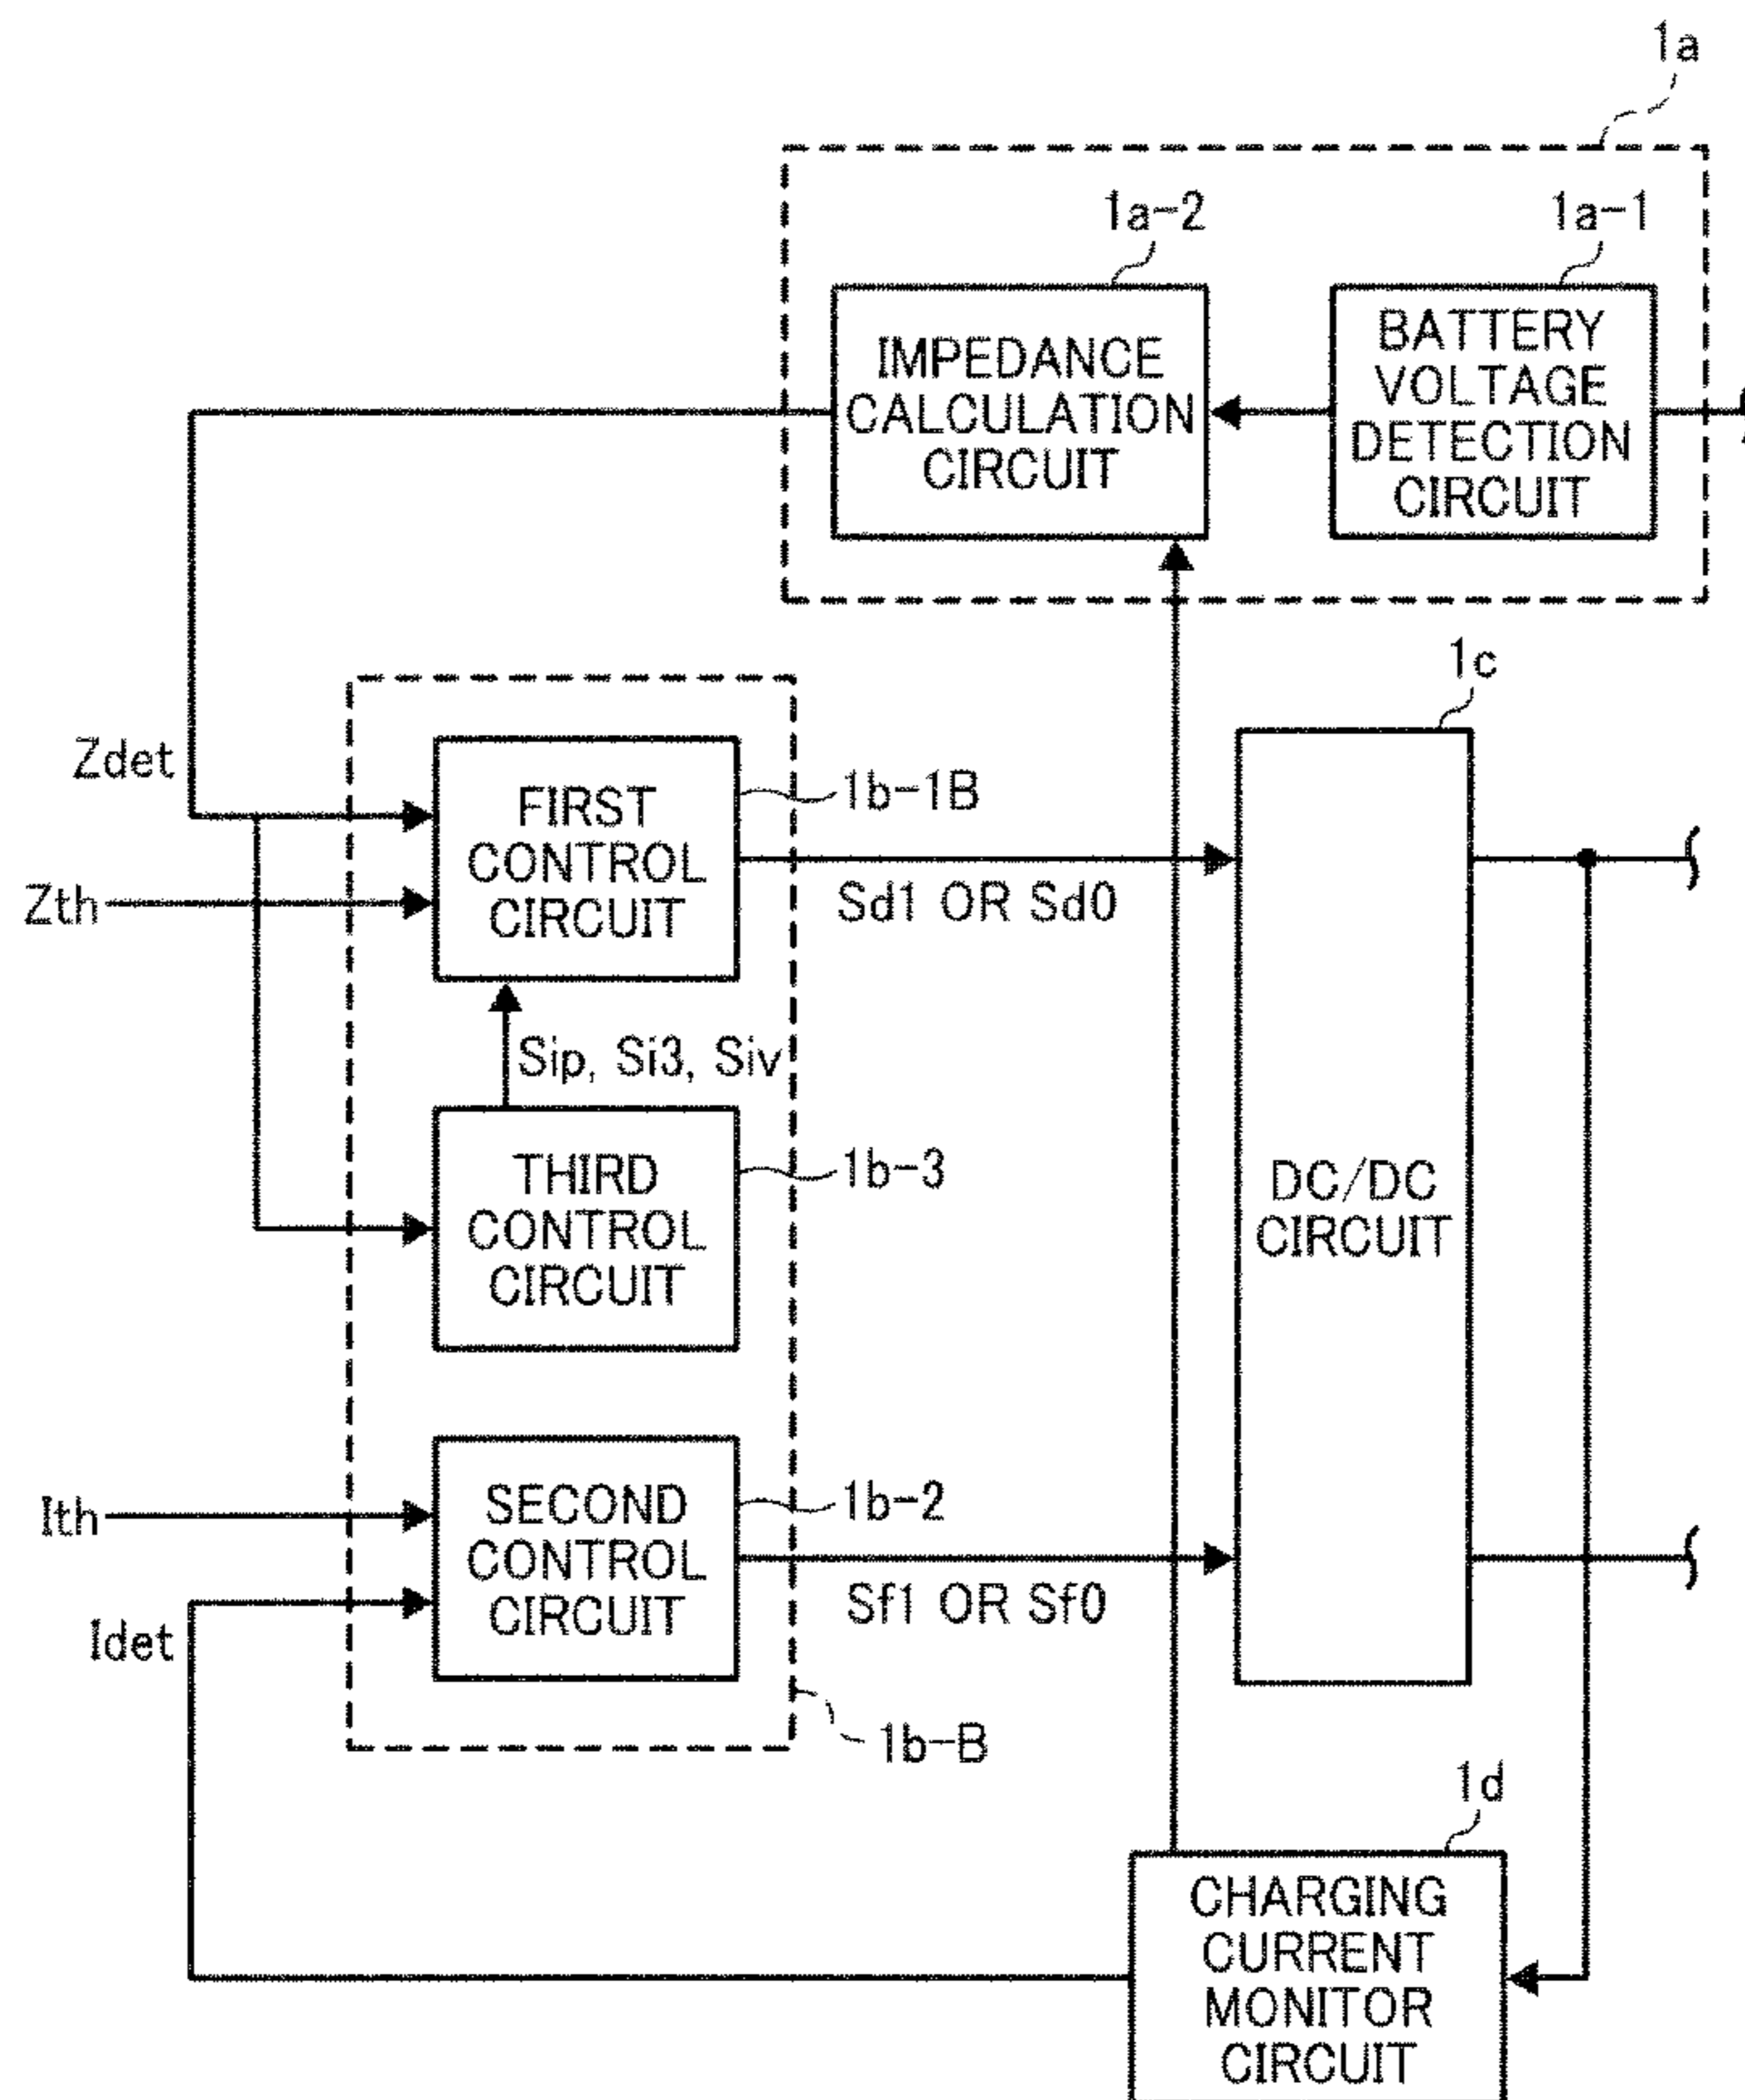 1a
1a-2
1a-1
IMPEDANCE
CALCULATION
CIRCUIT
BATTERY
VOLTAGE
DETECTION
CIRCUIT
1c
Zdet
FIRST
CONTROL
CIRCUIT
1b-1B
Zth
Sd1 OR Sd0
Sip, Si3, Siv
THIRD
CONTROL
CIRCUIT
1b-3
DC/DC
CIRCUIT
Ith
SECOND
CONTROL
CIRCUIT
1b-2
Idet
Sf1 OR Sf0
1b-B
1d
CHARGING
CURRENT
MONITOR
CIRCUIT